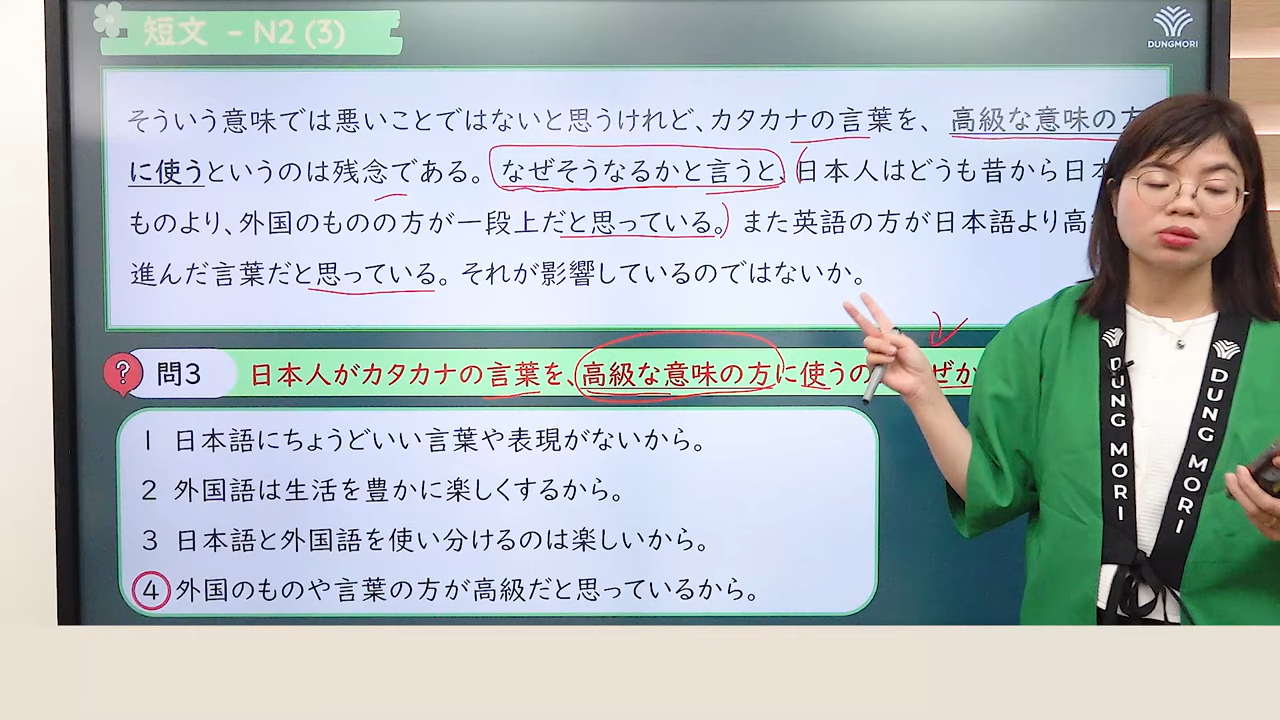 短文 - N2 (3)
DUNGMORI
そういう意味では悪いことではないと思うけれど、カタカナの言葉を、高級な意味の方
に使うというのは残念である。なぜそうなるかと言うと、日本人はどうも昔から日本
ものより、外国のものの方が一段上だと思っている。また英語の方が日本語より高
進んだ言葉だと思っている。それが影響しているのではないか。
? 問3 日本人がカタカナの言葉を、高級な意味の方に使うの ぜか
1 日本語にちょうどいい言葉や表現がないから。
2 外国語は生活を豊かに楽しくするから。
3 日本語と外国語を使い分けるのは楽しいから。
4 外国のものや言葉の方が高級だと思っているから。
DUNG MORI
DUNG MORI